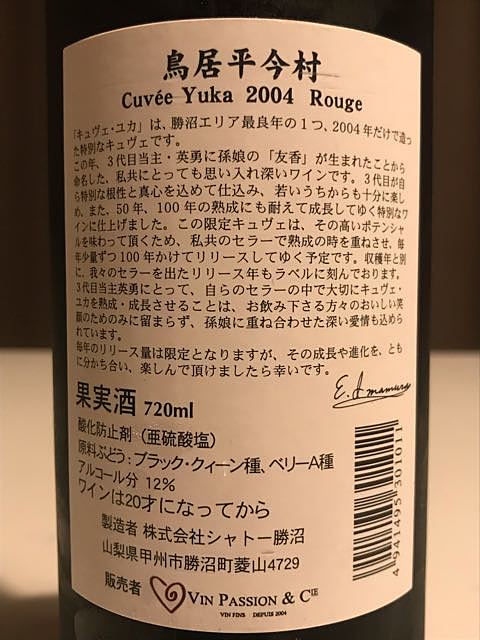 鳥居平今村
Cuvée Yuka 2004 Rouge
「キュヴェ・ユカ」は、勝沼エリア最良年の1つ、2004年だけで造っ
た特別なキュヴェです。
この年、3代目当主・英勇に孫娘の「友香」が生まれたことから
命名した、私共にとっても思い入れ深いワインです。3代目が自
ら特別な根性と真心を込めて仕込み、若いうちからも十分に楽し
め、また、50年、100年の熟成にも耐えて成長してゆく特別なワ
インに仕上げました。この限定キュヴェは、その高いポテンシャ
ルを味わって頂くため、私共のセラーで熟成の時を重ねさせ、毎
年少量ずつ100年かけてリリースしてゆく予定です。収穫年と別
に、我々のセラーを出たリリース年もラベルに刻んでおります。
3代目当主英勇にとって、自らのセラーの中で大切にキュヴェ・
ユカを熟成・成長させることは、お飲み下さる方々のおいしい笑
顔のためのみに留まらず、孫娘に重ね合わせた深い愛情も込めら
れています。
毎年のリリース量は限定となりますが、その成長や進化を、とも
に分かち合い、楽しんで頂けましたら幸いです。
E. Imamura
果実酒 720ml
酸化防止剤（亜硫酸塩）
原料ぶどう：ブラック・クィーン種、ベリーA種
アルコール分 12%
ワインは20才になってから
製造者 株式会社シャトー勝沼
山梨県甲州市勝沼町菱山4729
販売者 VIN PASSION & CIE
VIN FINS DEPUIS 2004
4941495301011